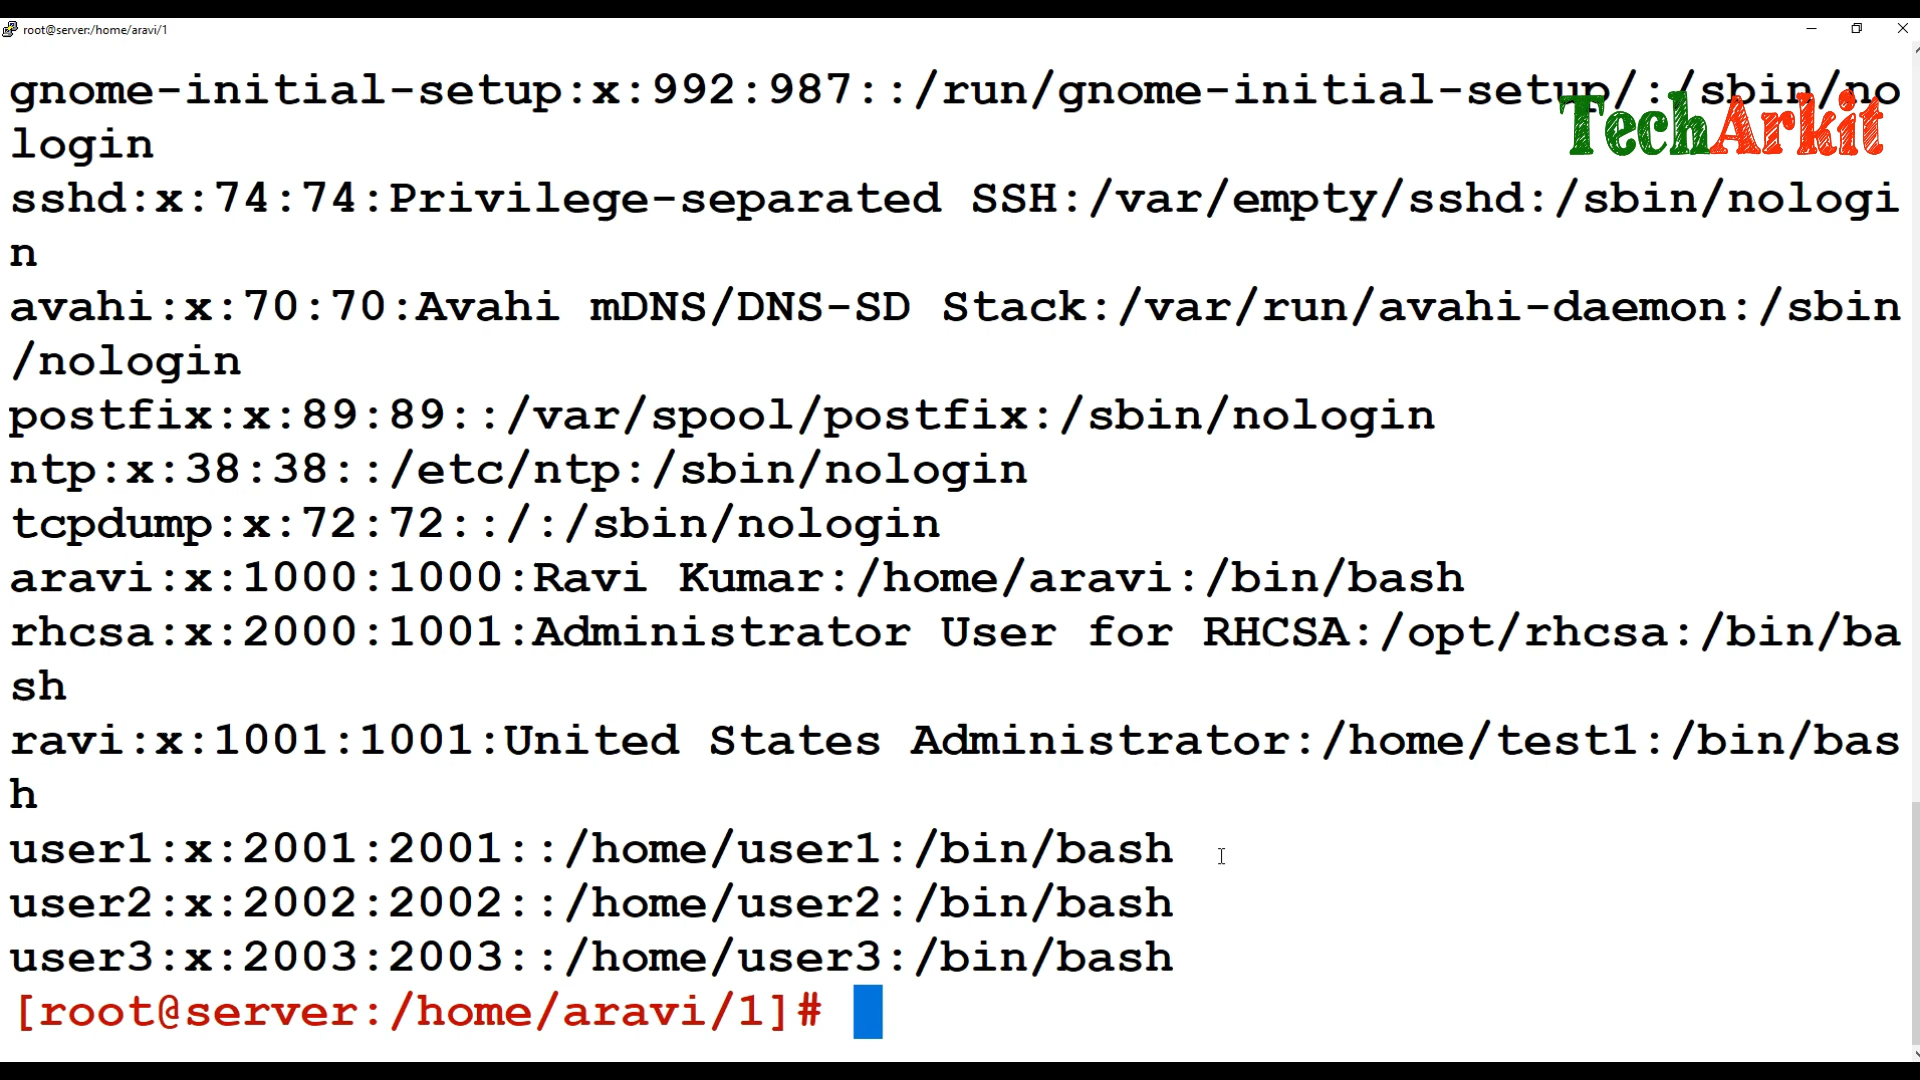 root@server:/home/aravi/1
gnome-initial-setup:x:992:987::/run/gnome-initial-setup/:/sbin/no
login
TechArkit
sshd:x:74:74:Privilege-separated SSH:/var/empty/sshd:/sbin/nologi
n
avahi:x:70:70:Avahi mDNS/DNS-SD Stack:/var/run/avahi-daemon:/sbin
/nologin
postfix:x:89:89::/var/spool/postfix:/sbin/nologin
ntp:x:38:38::/etc/ntp:/sbin/nologin
tcpdump:x:72:72::/:/sbin/nologin
aravi:x:1000:1000:Ravi Kumar:/home/aravi:/bin/bash
rhcsa:x:2000:1001:Administrator User for RHCSA:/opt/rhcsa:/bin/ba
sh
ravi:x:1001:1001:United States Administrator:/home/test1:/bin/bas
h
user1:x:2001:2001::/home/user1:/bin/bash
user2:x:2002:2002::/home/user2:/bin/bash
user3:x:2003:2003::/home/user3:/bin/bash
[root@server:/home/aravi/1]#